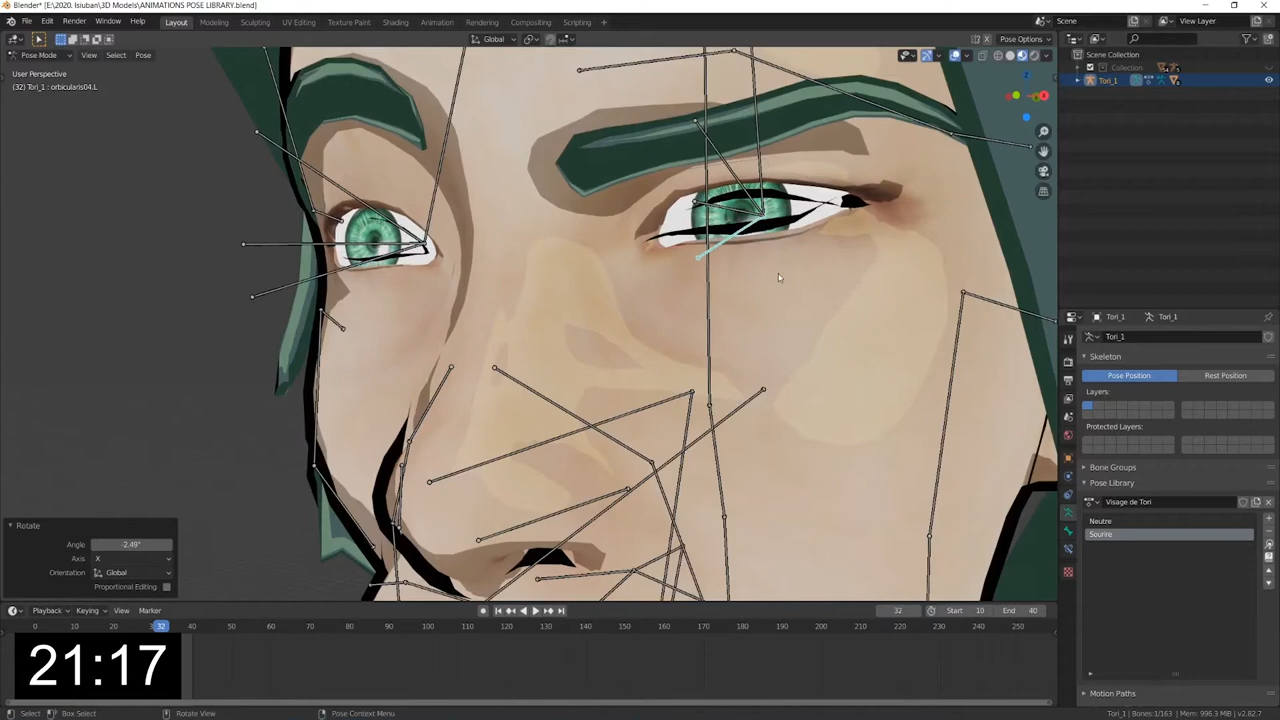 Blender* [E:\2020. Isiuban\3D Models\ANIMATIONS POSE LIBRARY.blend]
File Edit Render Window Help Layout Modeling Sculpting UV Editing Texture Paint Shading Animation Rendering Compositing Scripting + Scene View Layer
Pose Mode View Select Pose Global Pose Options
User Perspective
(32) Tori_1 : orbicularis04.L
Z
Scene Collection
Collection
Tori_1
Tori_1 Tori_1
Tori_1
Skeleton
Pose Position Rest Position
Layers:
Protected Layers:
Bone Groups
Pose Library
Visage de Tori
Neutre
Sourire
Motion Paths
Rotate
Angle -2.49°
Axis X
Orientation Global
Proportional Editing
Playback Keying View Marker 32 Start 10 End 40
0 10 20 32 40 50 60 70 80 90 100 110 120 130 140 150 160 170 180 190 200 210 220 230 240 250
21:17
Select Box Select Rotate View Pose Context Menu Tori_1 | Bones:1/163 | Mem: 996.3 MiB | v2.82.7